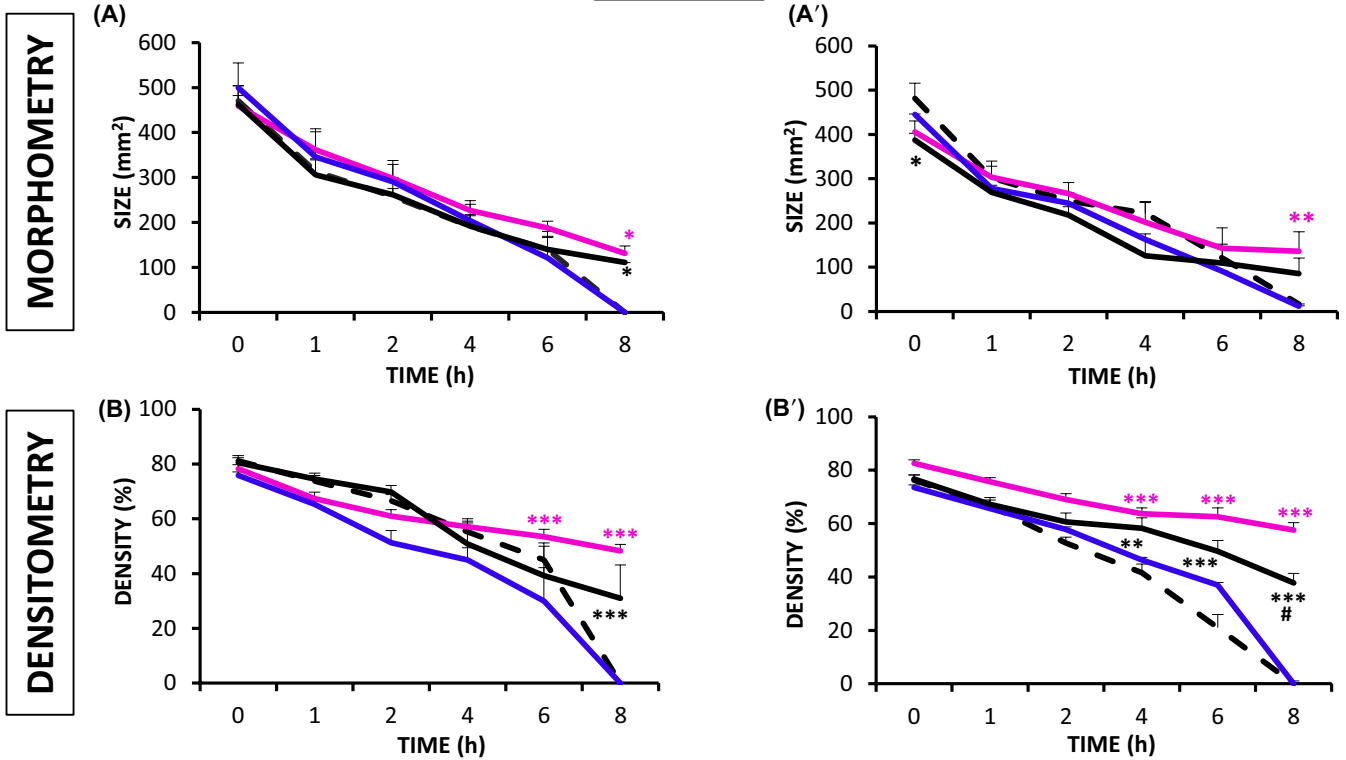 MORPHOMETRY
(A)
600
500
400
300
200
100
0
SIZE (mm²)
*
*
0 1 2 4 6 8
TIME (h)
(A′)
600
500
400
300
200
100
0
SIZE (mm²)
*
**
0 1 2 4 6 8
TIME (h)
DENSITOMETRY
(B)
100
80
60
40
20
0
DENSITY (%)
*** ***
***
0 1 2 4 6 8
TIME (h)
(B′)
100
80
60
40
20
0
DENSITY (%)
*** *** ***
** *** ***
#
0 1 2 4 6 8
TIME (h)